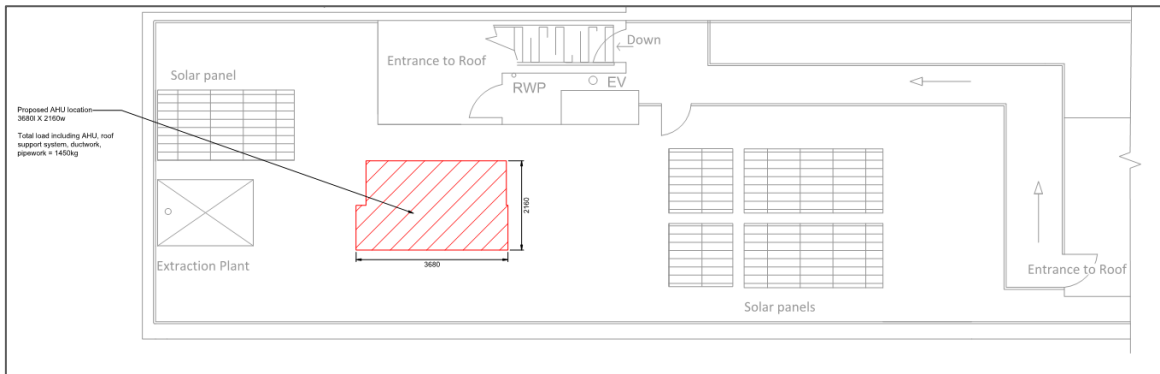 Down
Entrance to Roof
Solar panel
RWP
EV
Proposed AHU location
3680l X 2160w
Total load including AHU, roof
support system, ductwork,
pipework = 1450kg
2160
3680
Extraction Plant
Entrance to Roof
Solar panels